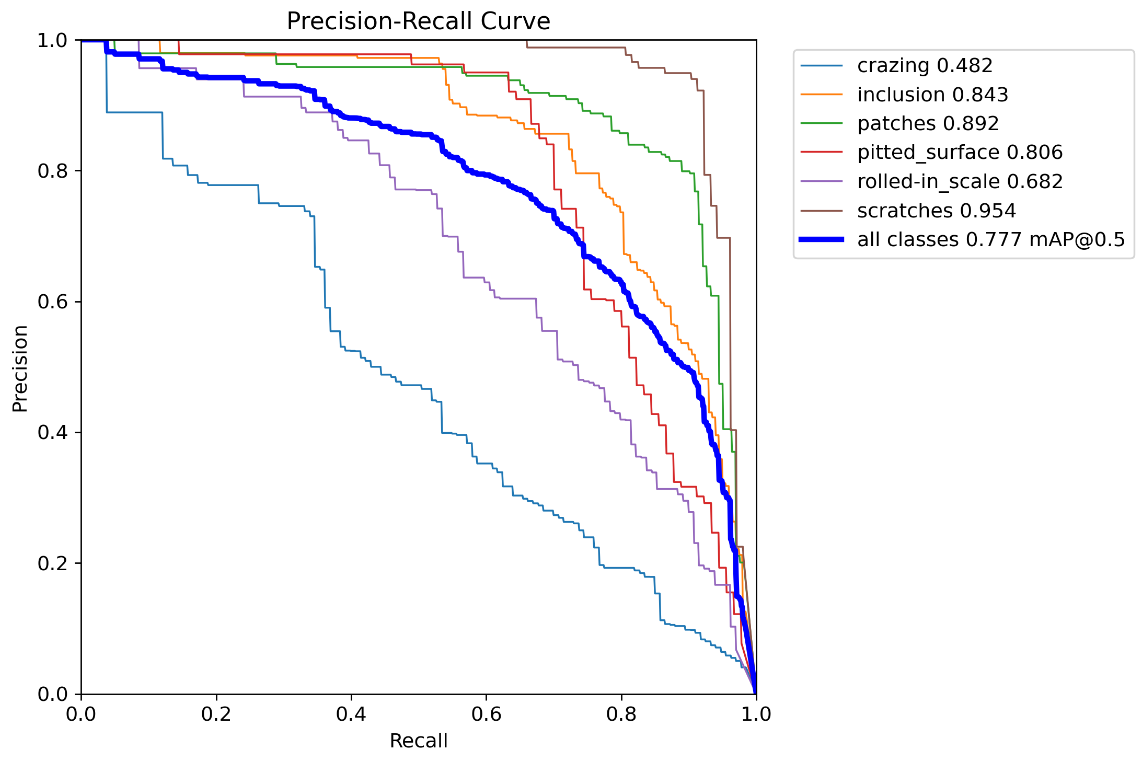 Precision-Recall Curve
1.0
0.8
0.6
0.4
0.2
0.0
Precision
0.0 0.2 0.4 0.6 0.8 1.0
Recall
crazing 0.482
inclusion 0.843
patches 0.892
pitted_surface 0.806
rolled-in_scale 0.682
scratches 0.954
all classes 0.777 mAP@0.5